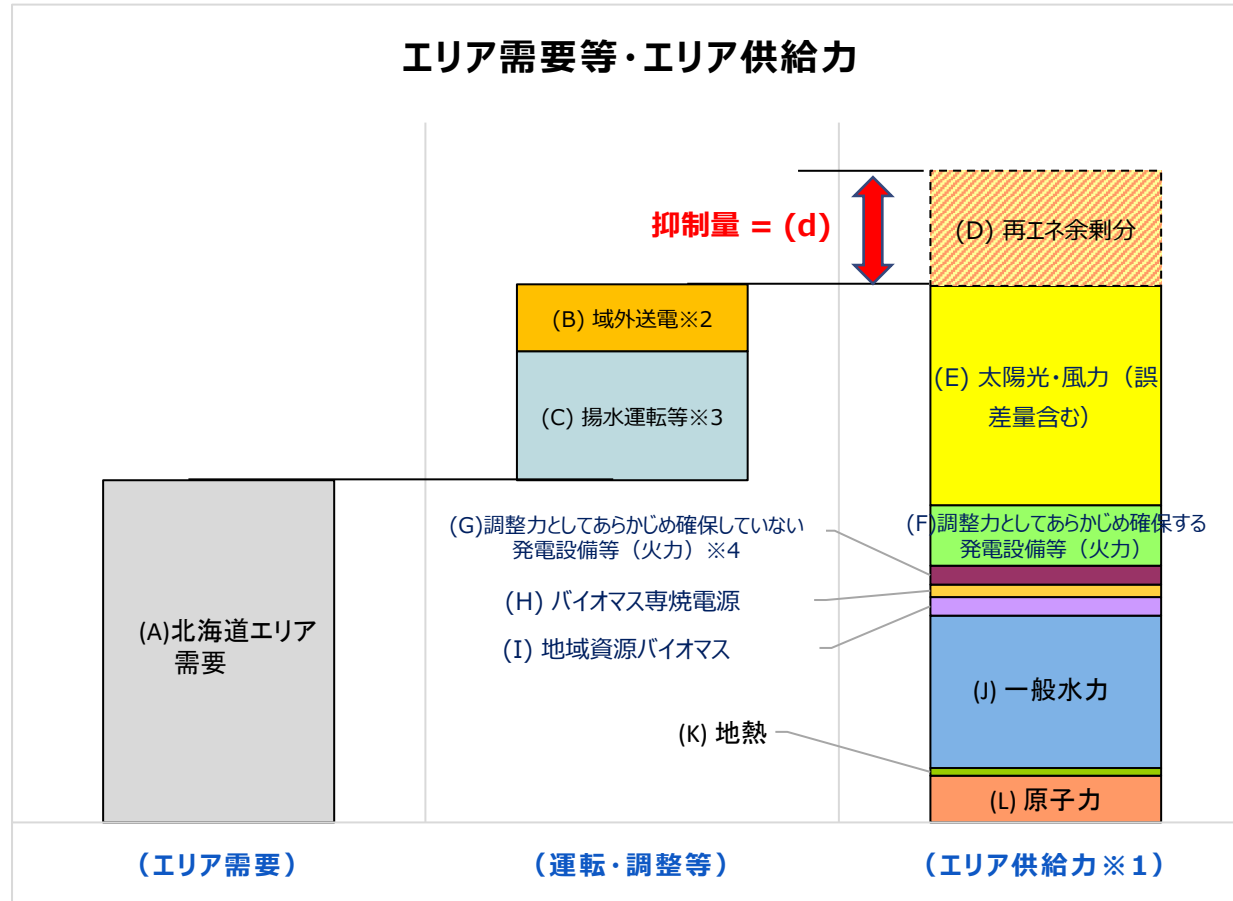 エリア需要等・エリア供給力
抑制量 = (d)
(D) 再エネ余剰分
(B) 域外送電※2
(C) 揚水運転等※3
(E) 太陽光・風力（誤
差量含む）
(G)調整力としてあらかじめ確保していない
発電設備等（火力）※4
(F)調整力としてあらかじめ確保する
発電設備等（火力）
(H) バイオマス専焼電源
(I) 地域資源バイオマス
(A)北海道エリア
需要
(J) 一般水力
(K) 地熱
(L) 原子力
（エリア需要）
（運転・調整等）
（エリア供給力※1）